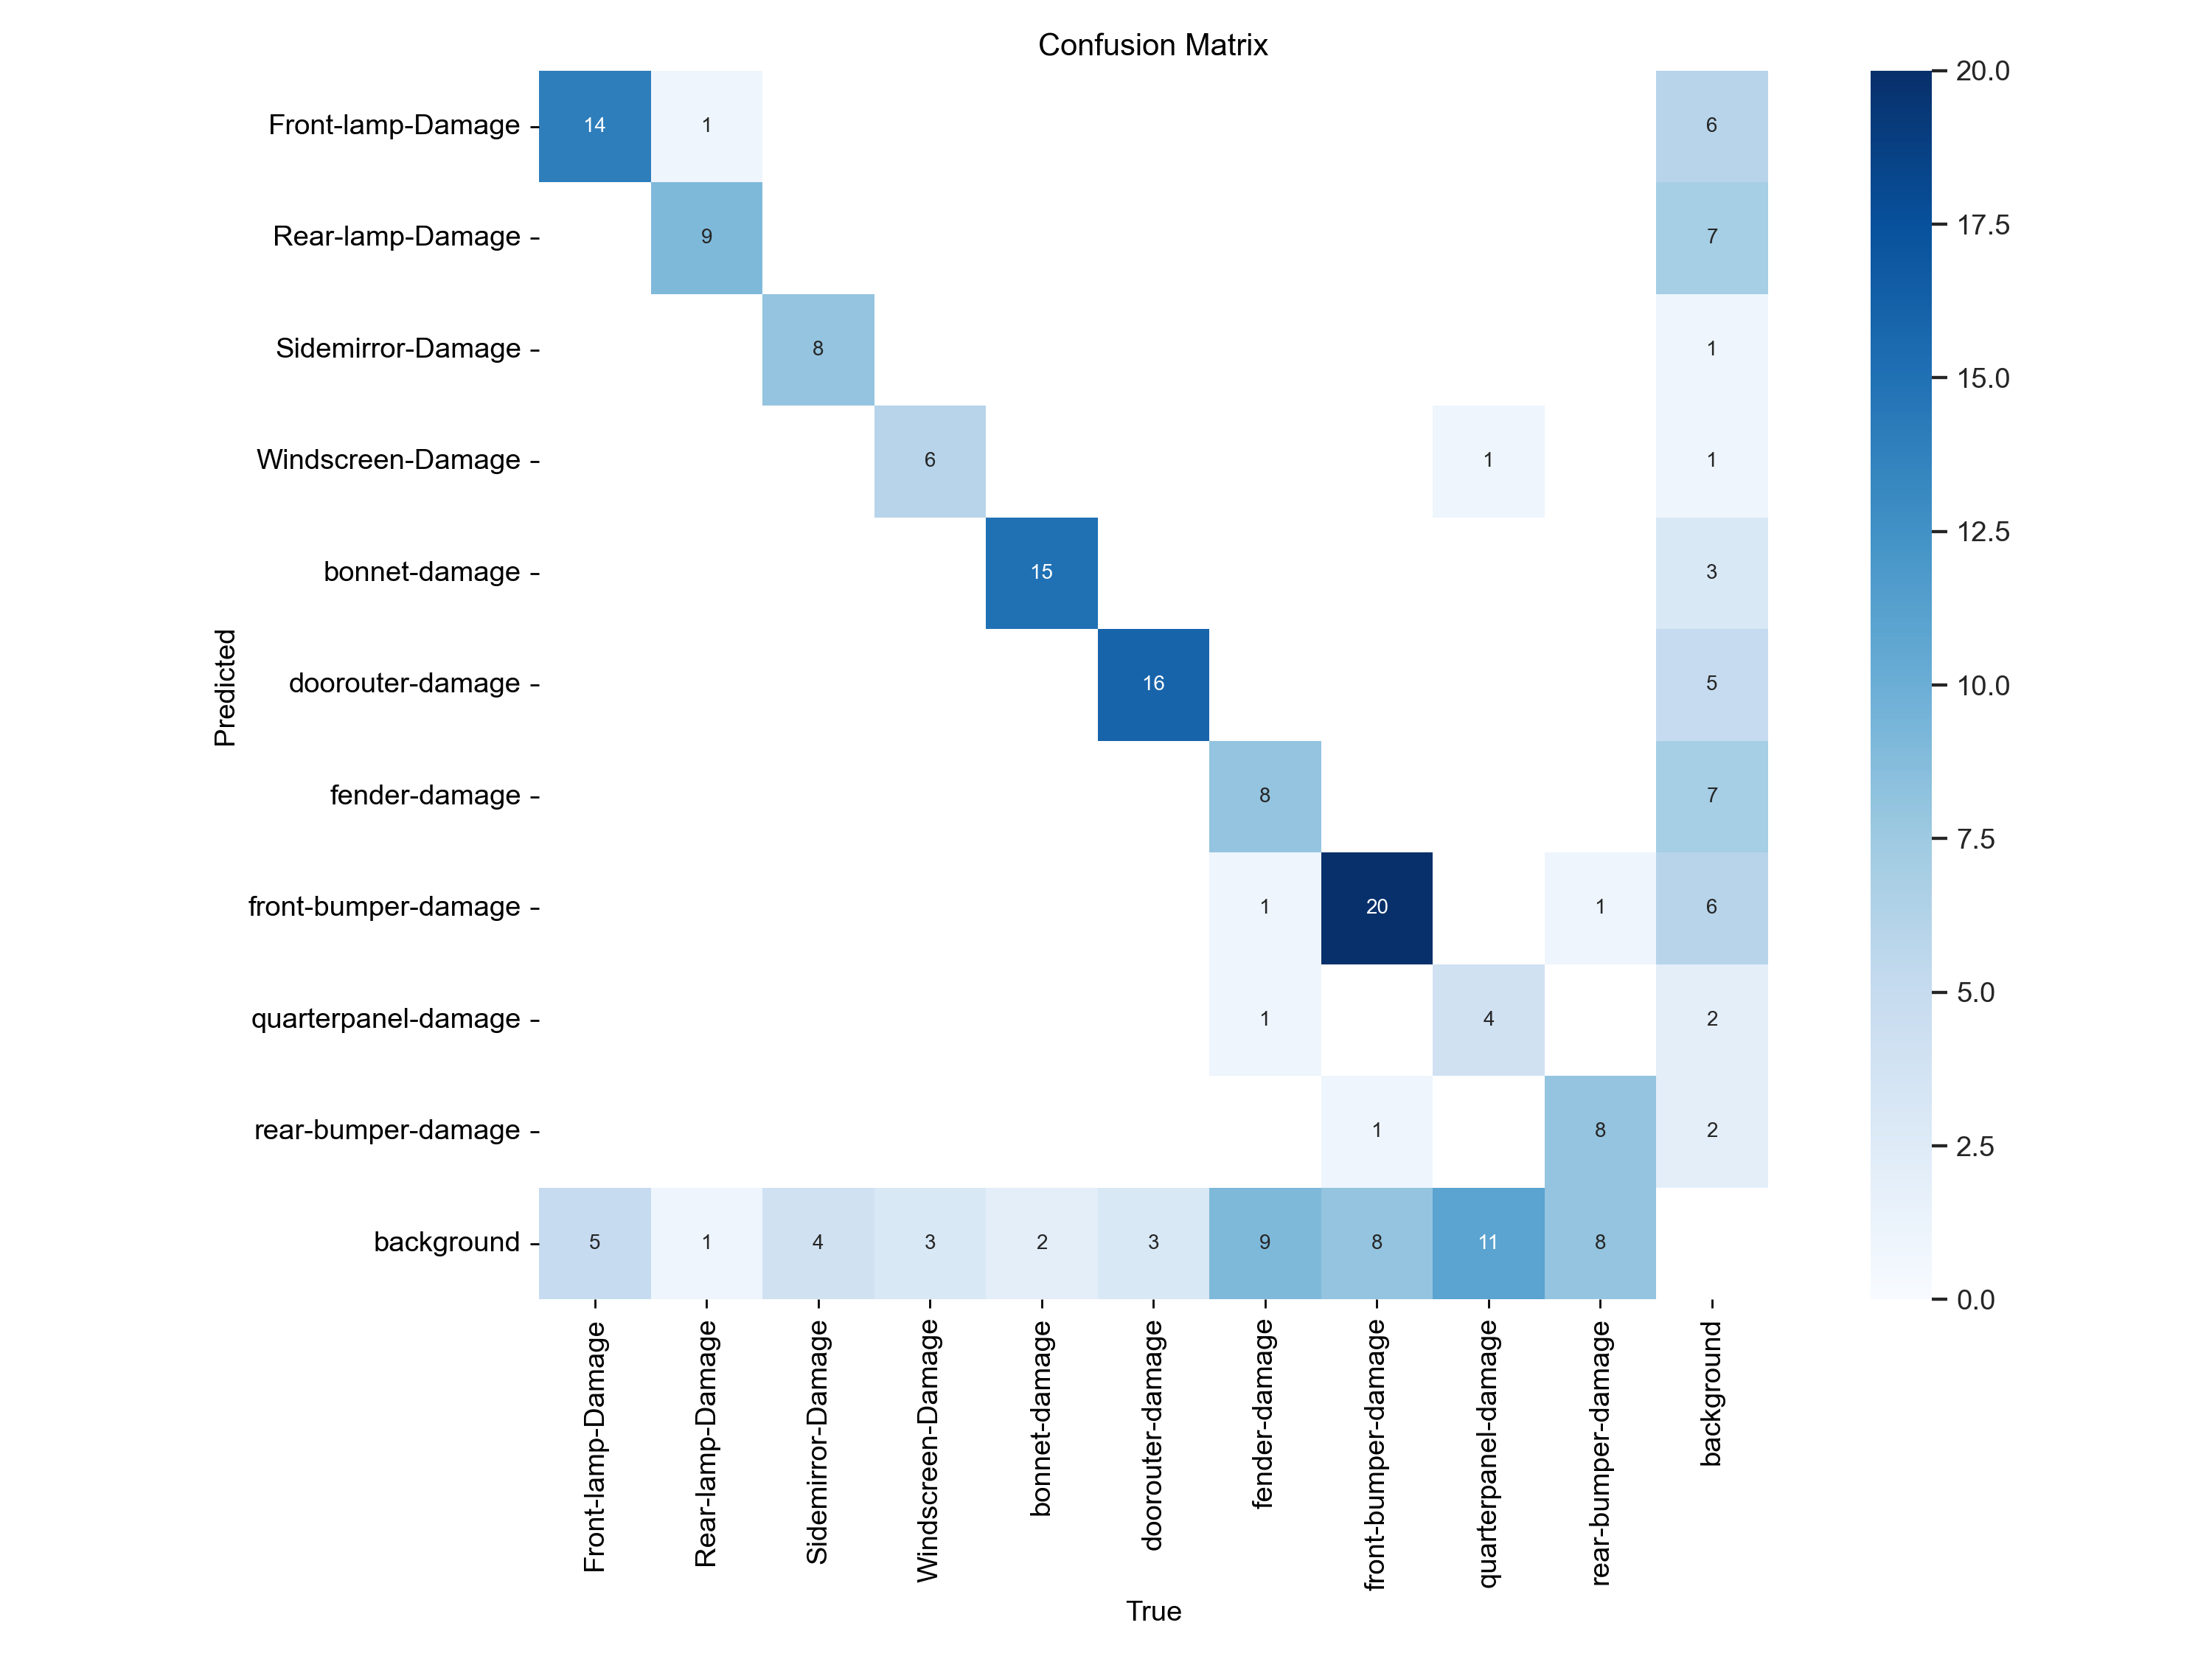 Confusion Matrix
Front-lamp-Damage 14 1 6
Rear-lamp-Damage 9 7
Sidemirror-Damage 8 1
Windscreen-Damage 6 1 1
bonnet-damage 15 3
doorouter-damage 16 5
fender-damage 8 7
front-bumper-damage 1 20 1 6
quarterpanel-damage 1 4 2
rear-bumper-damage 1 8 2
background 5 1 4 3 2 3 9 8 11 8
Predicted
Front-lamp-Damage
Rear-lamp-Damage
Sidemirror-Damage
Windscreen-Damage
bonnet-damage
doorouter-damage
fender-damage
front-bumper-damage
quarterpanel-damage
rear-bumper-damage
background
True
20.0
17.5
15.0
12.5
10.0
7.5
5.0
2.5
0.0